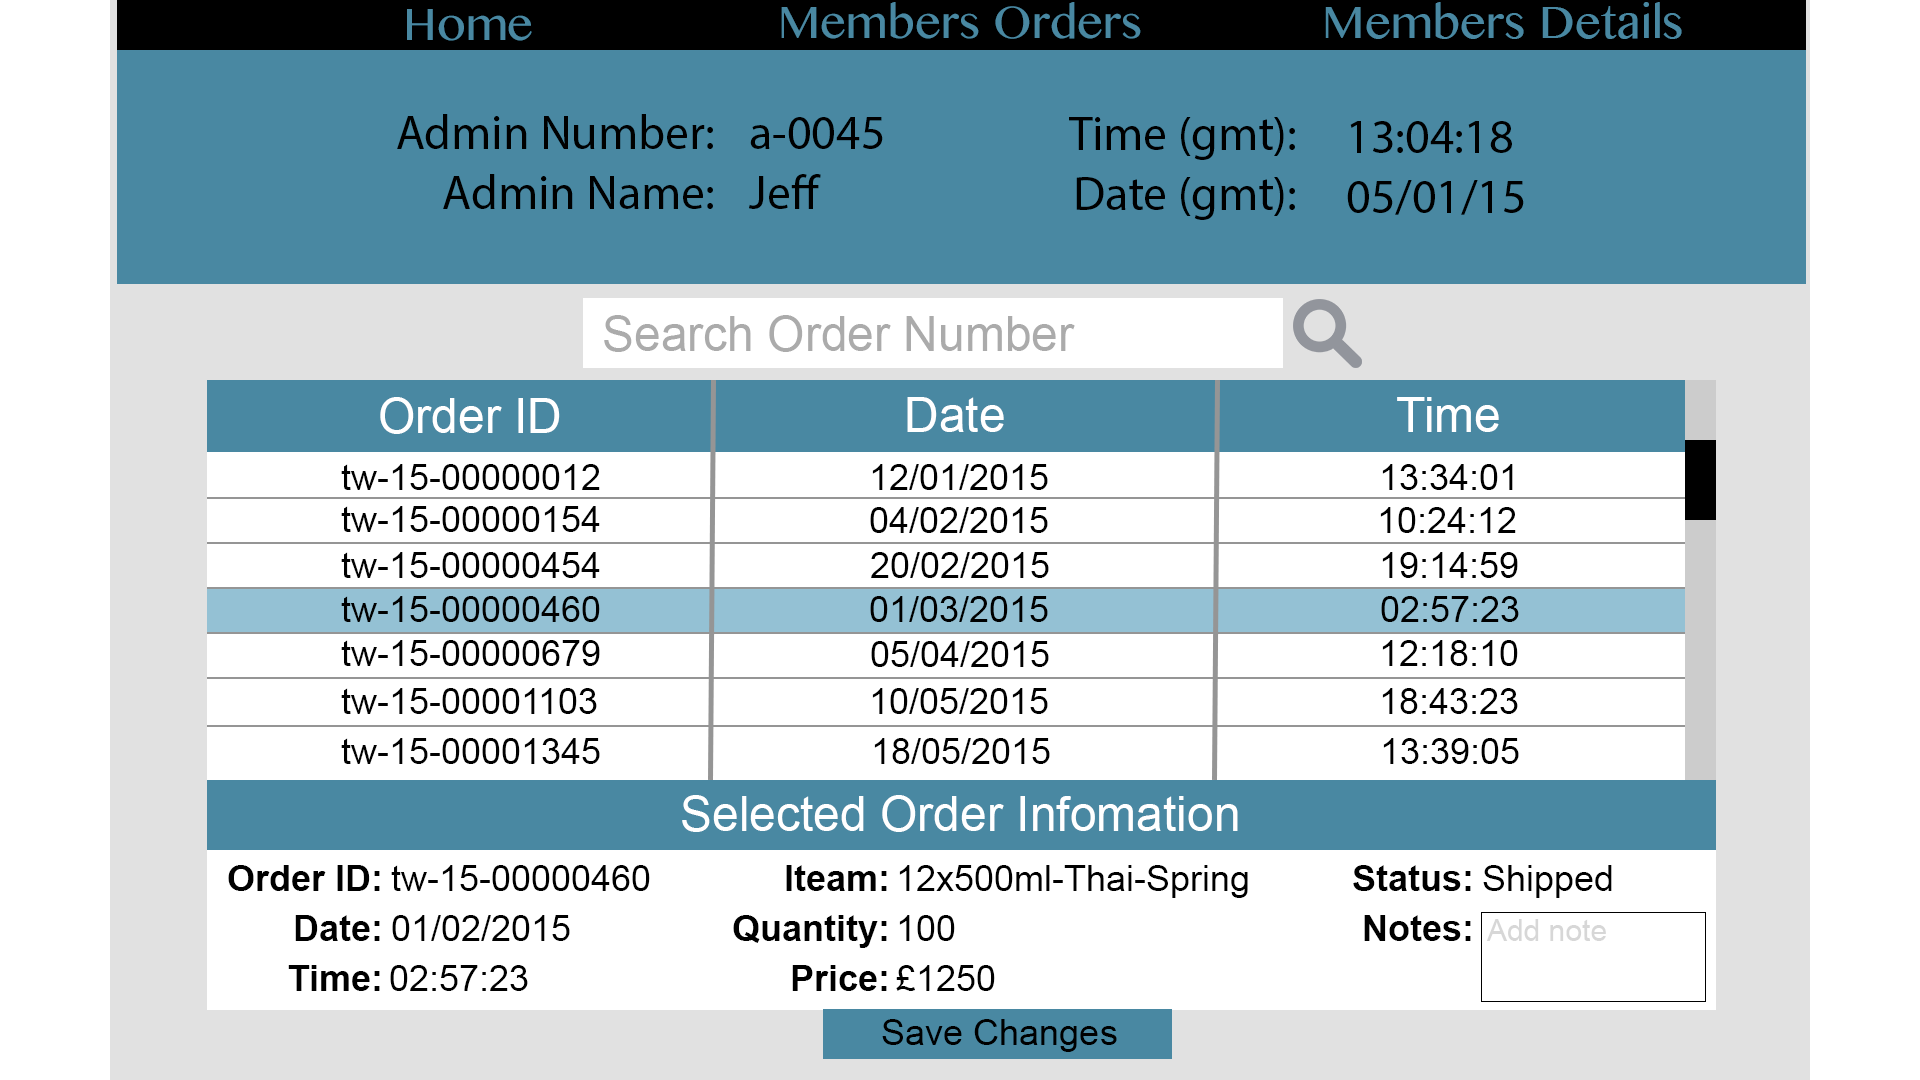 Home Members Orders Members Details
Admin Number: a-0045 Time (gmt): 13:04:18
Admin Name: Jeff Date (gmt): 05/01/15
Search Order Number
Order ID Date Time
tw-15-00000012 12/01/2015 13:34:01
tw-15-00000154 04/02/2015 10:24:12
tw-15-00000454 20/02/2015 19:14:59
tw-15-00000460 01/03/2015 02:57:23
tw-15-00000679 05/04/2015 12:18:10
tw-15-00001103 10/05/2015 18:43:23
tw-15-00001345 18/05/2015 13:39:05
Selected Order Infomation
Order ID: tw-15-00000460 Iteam: 12x500ml-Thai-Spring Status: Shipped
Date: 01/02/2015 Quantity: 100 Notes: Add note
Time: 02:57:23 Price: £1250
Save Changes